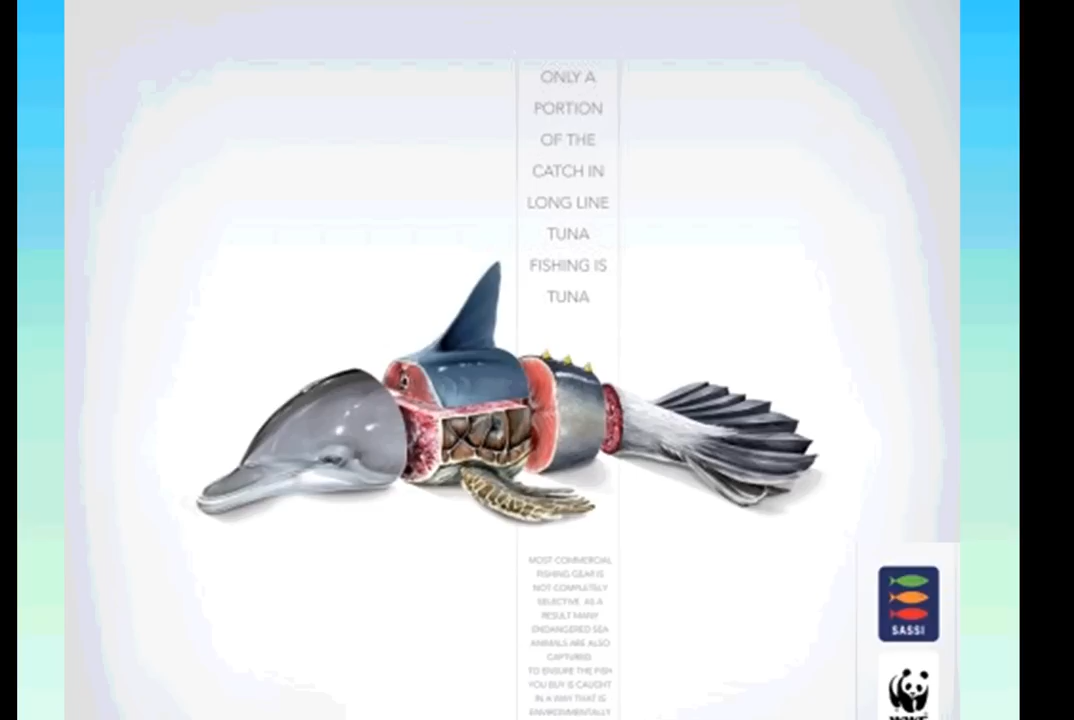 ONLY A
PORTION
OF THE
CATCH IN
LONG LINE
TUNA
FISHING IS
TUNA
MOST COMMERCIAL
FISHING GEAR IS
NOT COMPLETELY
SELECTIVE. AS A
RESULT MANY
ENDANGERED SEA
ANIMALS ARE ALSO
CAPTURED.
TO ENSURE THE FISH
YOU BUY IS CAUGHT
IN A WAY THAT IS
ENVIRONMENTALLY
SASSI
WWF